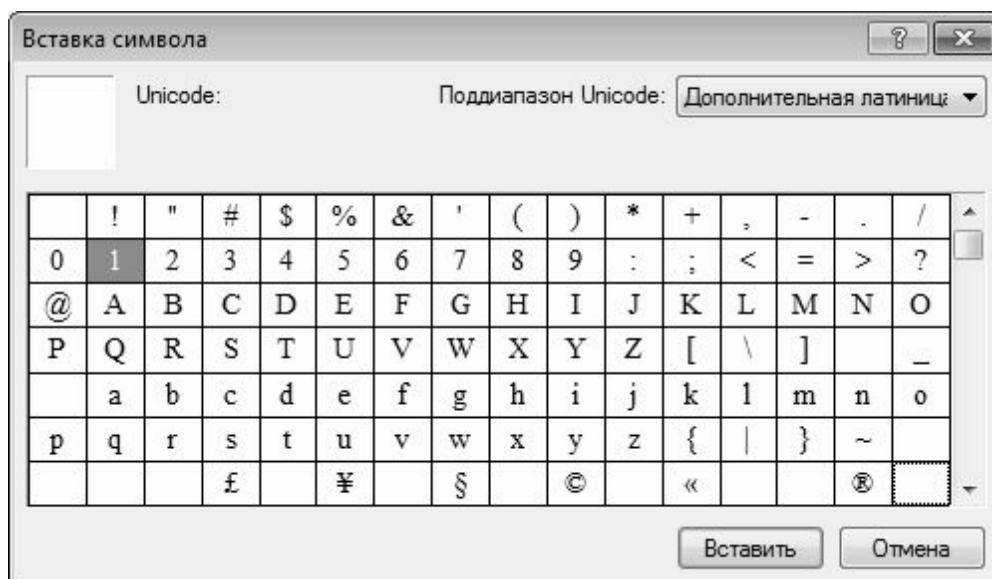 Вставка символа
Unicode:
Поддиапазон Unicode: Дополнительная латиница
! " # $ % & ' ( ) * + , - . /
0 1 2 3 4 5 6 7 8 9 : ; < = > ?
@ A B C D E F G H I J K L M N O
P Q R S T U V W X Y Z [ \ ] _
a b c d e f g h i j k l m n o
p q r s t u v w x y z { | } ~
£ ¥ § © « ®
Вставить Отмена